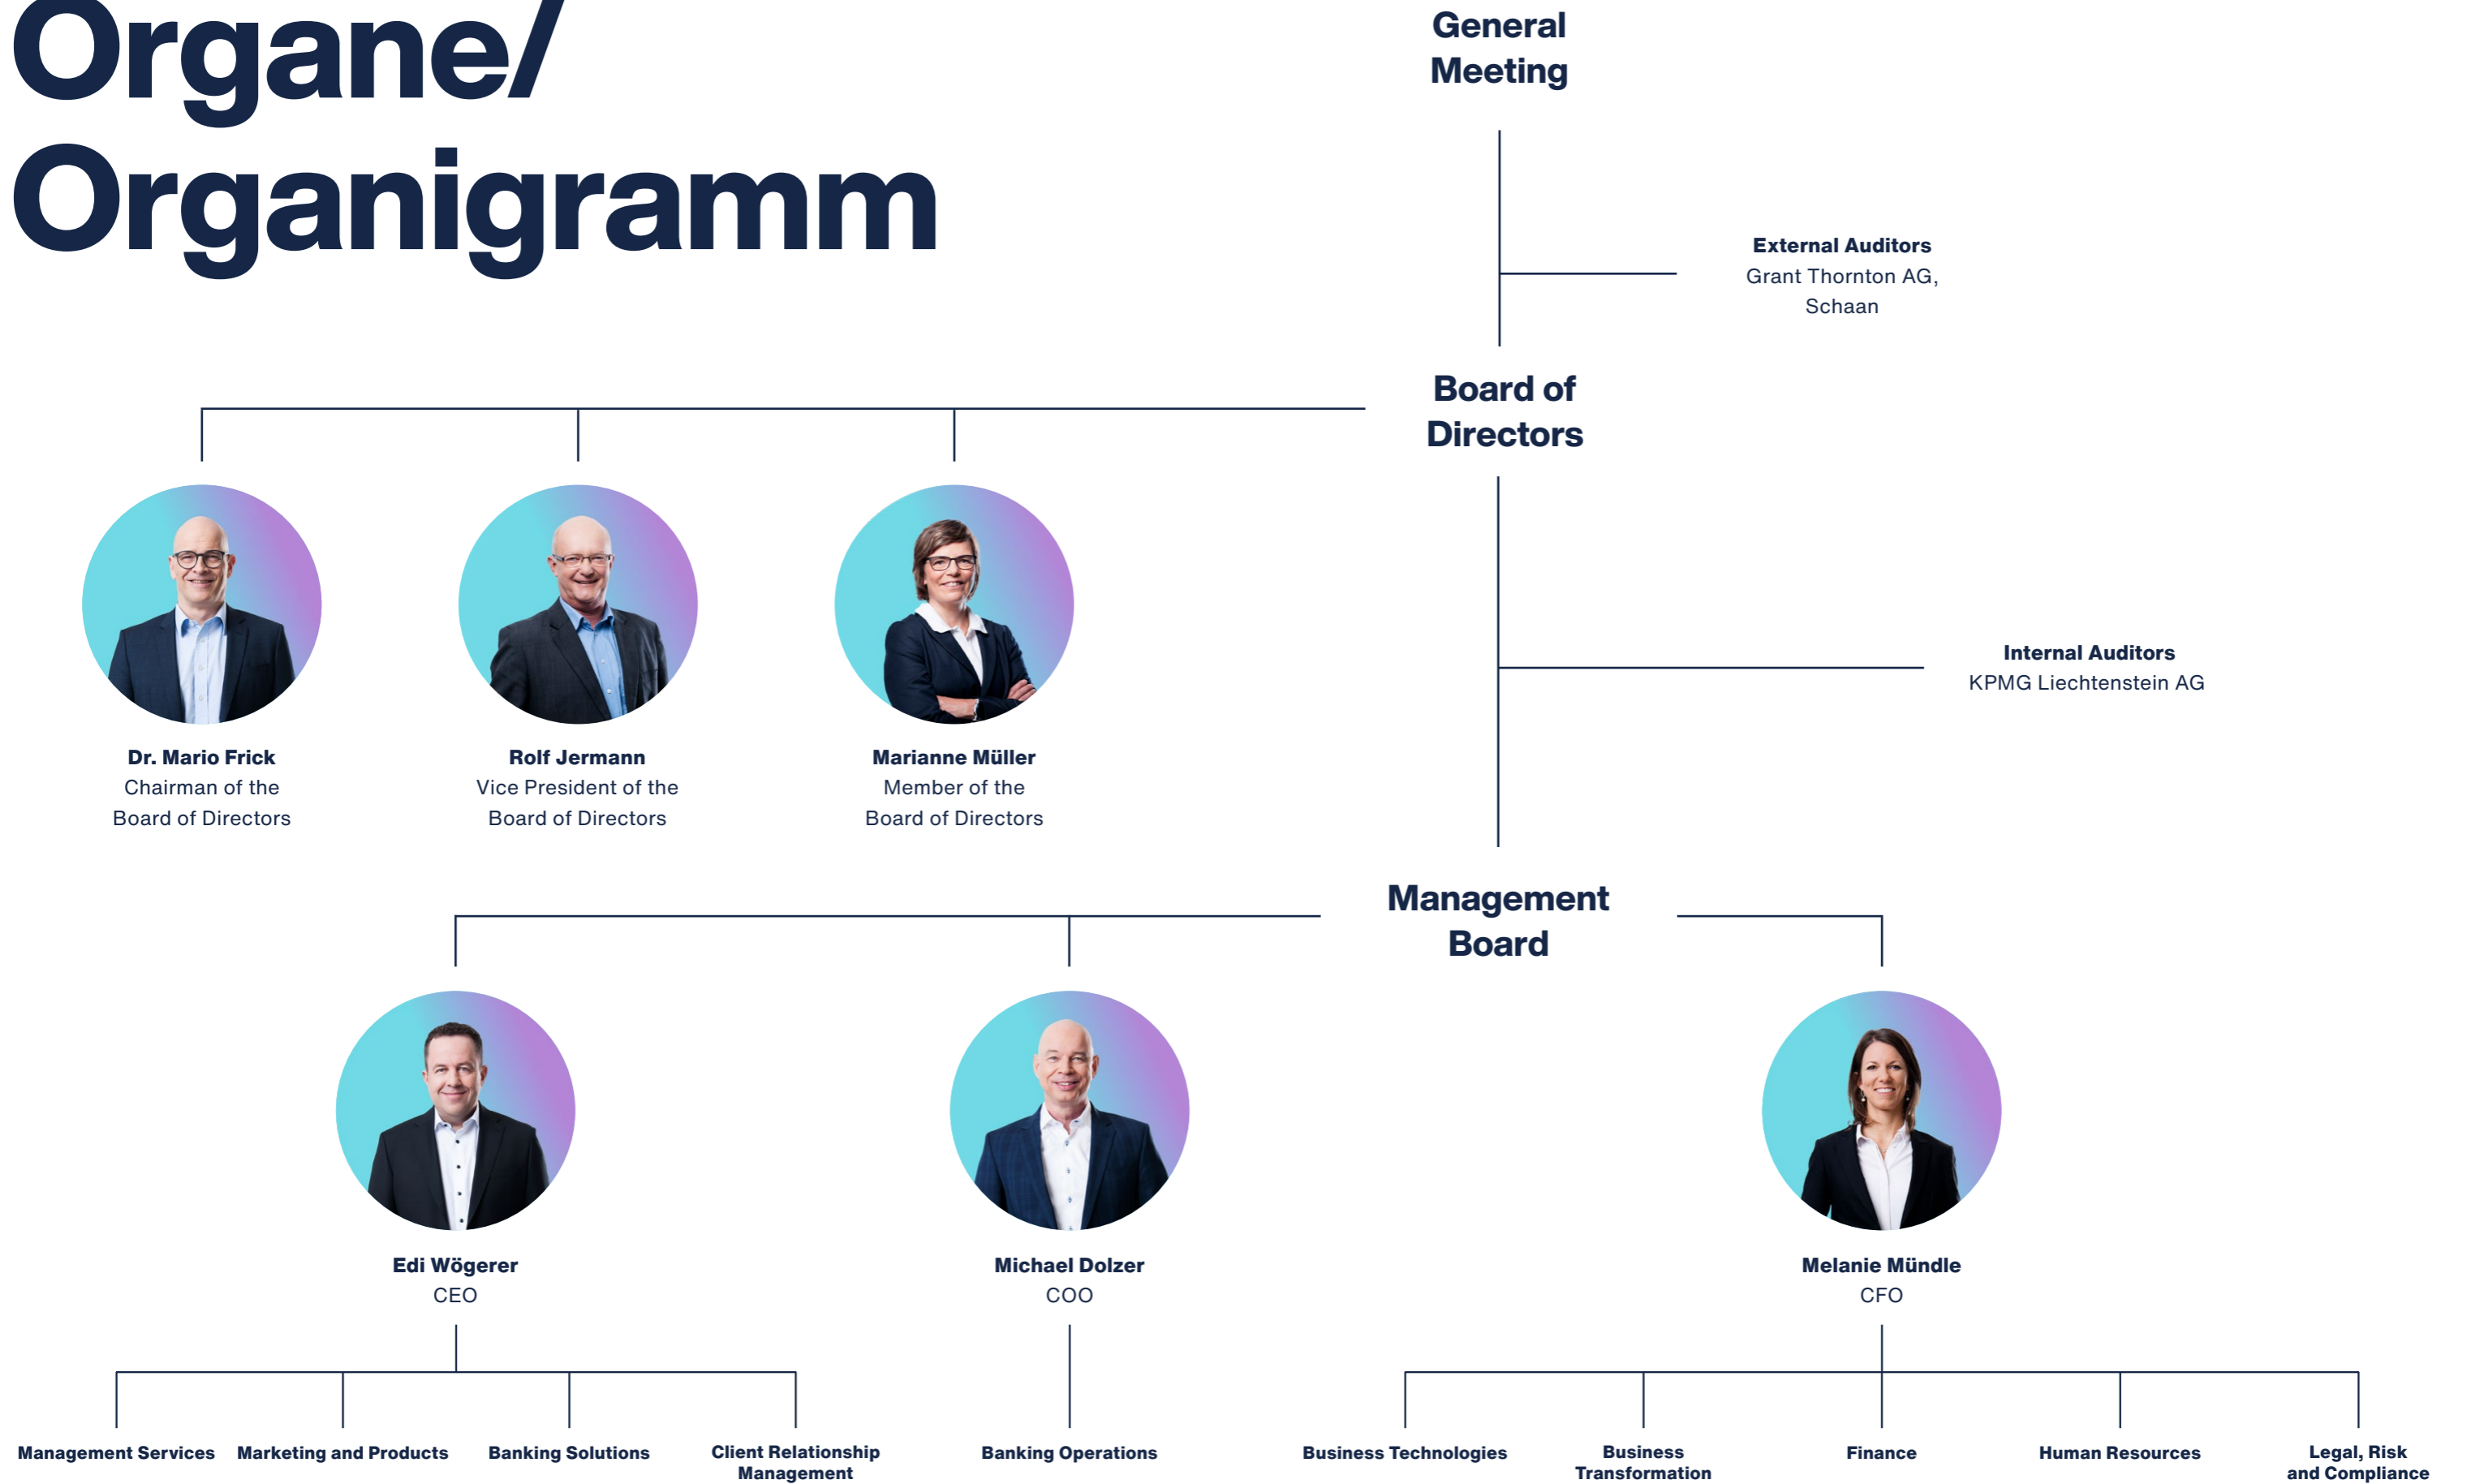 Organe/
Organigramm
General
Meeting
External Auditors
Grant Thornton AG,
Schaan
Board of
Directors
Internal Auditors
KPMG Liechtenstein AG
Dr. Mario Frick
Chairman of the
Board of Directors
Rolf Jermann
Vice President of the
Board of Directors
Marianne Müller
Member of the
Board of Directors
Management
Board
Edi Wögerer
CEO
Michael Dolzer
COO
Melanie Mündle
CFO
Management Services
Marketing and Products
Banking Solutions
Client Relationship
Management
Banking Operations
Business Technologies
Business
Transformation
Finance
Human Resources
Legal, Risk
and Compliance